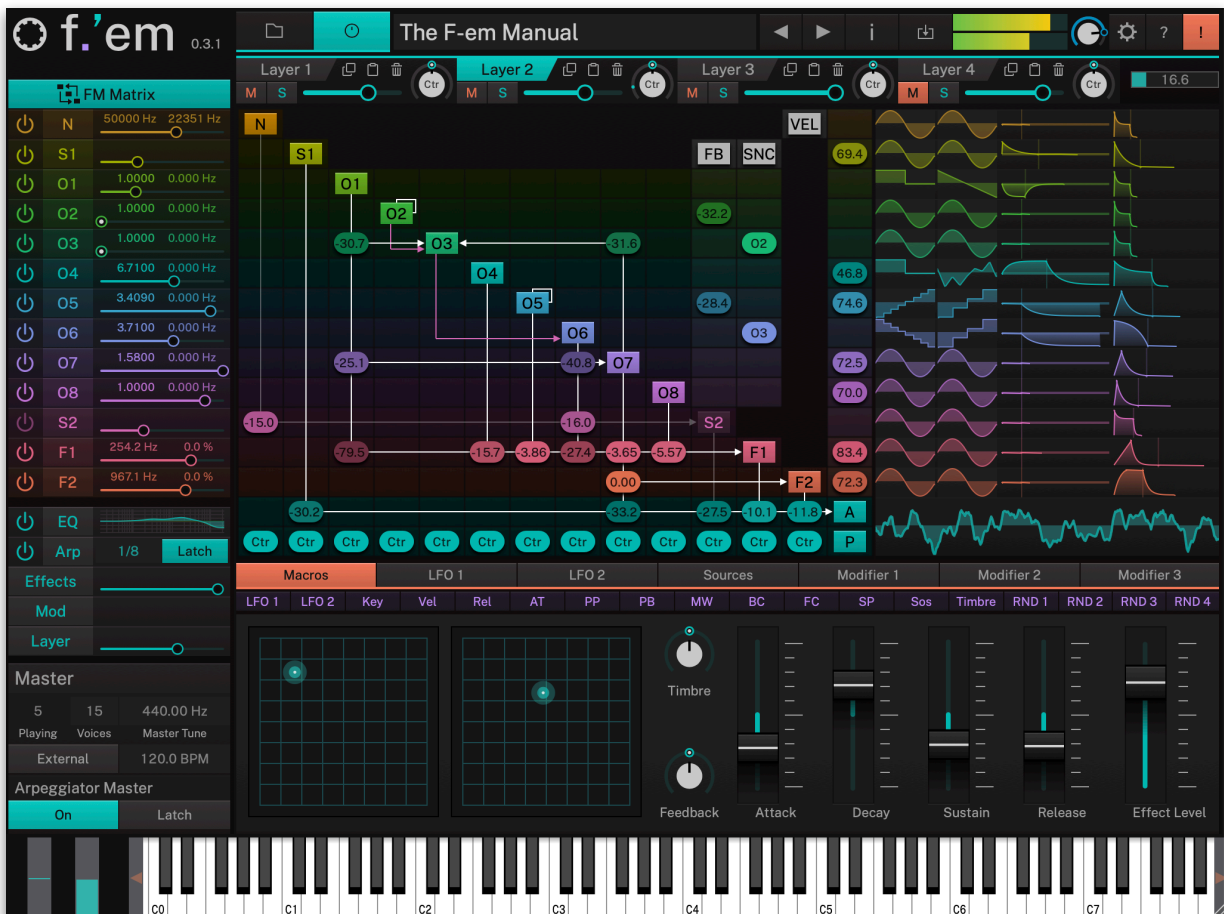 f.'em 0.3.1
The F-em Manual
i
?
!
Layer 1
Layer 2
Layer 3
Layer 4
M S Ctr M S Ctr M S Ctr M S Ctr
16.6
FM Matrix
N 50000 Hz 22351 Hz
S1
O1 1.0000 0.000 Hz
O2 1.0000 0.000 Hz
O3 1.0000 0.000 Hz
O4 6.7100 0.000 Hz
O5 3.4090 0.000 Hz
O6 3.7100 0.000 Hz
O7 1.5800 0.000 Hz
O8 1.0000 0.000 Hz
S2
F1 254.2 Hz 0.0 %
F2 967.1 Hz 0.0 %
EQ
Arp 1/8 Latch
Effects
Mod
Layer
N VEL
S1 FB SNC 69.4
O1
O2 -32.2
-30.7 O3 -31.6 O2
O4 46.8
O5 -28.4 74.6
O6 O3
-25.1 -40.8 O7 72.5
O8 70.0
-15.0 -16.0 S2
-79.5 -15.7 -3.86 -27.4 -3.65 -5.57 F1 83.4
0.00 F2 72.3
-30.2 -33.2 -27.5 -10.1 -11.8 A
Ctr Ctr Ctr Ctr Ctr Ctr Ctr Ctr Ctr Ctr Ctr Ctr Ctr P
Macros LFO 1 LFO 2 Sources Modifier 1 Modifier 2 Modifier 3
LFO 1 LFO 2 Key Vel Rel AT PP PB MW BC FC SP Sos Timbre RND 1 RND 2 RND 3 RND 4
Timbre
Feedback Attack Decay Sustain Release Effect Level
Master
5 15 440.00 Hz
Playing Voices Master Tune
External 120.0 BPM
Arpeggiator Master
On Latch
C0 C1 C2 C3 C4 C5 C6 C7